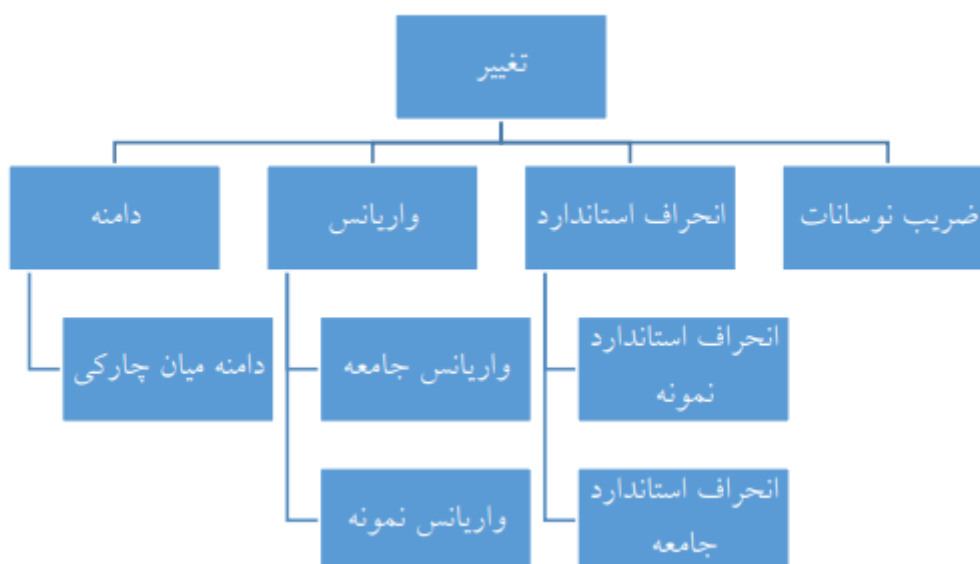 تغییر
ضریب نوسانات
انحراف استاندارد
واریانس
دامنه
انحراف استاندارد
نمونه
واریانس جامعه
دامنه میان چارکی
انحراف استاندارد
جامعه
واریانس نمونه